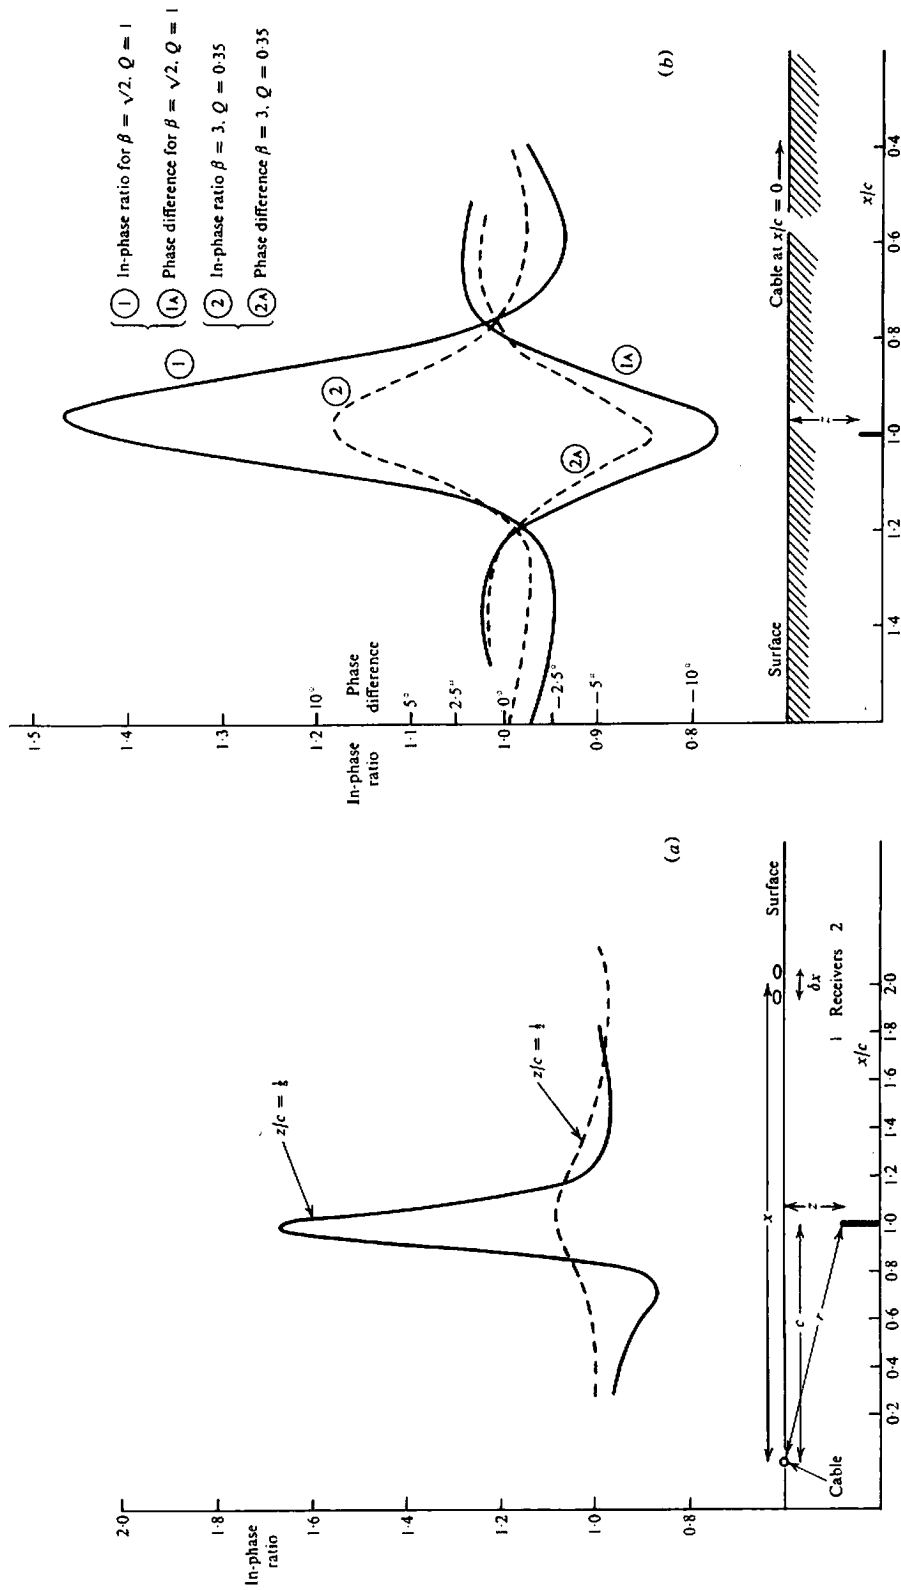 2·0
1·8
1·6
1·4
1·2
1·0
0·8
In-phase
ratio
z/c =
z/c =
(a)
Surface
Cable
x
c
r
z
δx
1 Receivers 2
0·2
0·4
0·6
0·8
1·0
1·2
1·4
1·6
1·8
2·0
x/c
1 In-phase ratio for β = √2, Q = 1
1A Phase difference for β = √2, Q = 1
2 In-phase ratio β = 3, Q = 0·35
2A Phase difference β = 3, Q = 0·35
(b)
1·5
1·4
1·3
1·2
1·1
1·0
0·9
0·8
In-phase
ratio
10°
5°
2·5°
0°
−2·5°
−5°
−10°
Phase
difference
1
2
1A
2A
Surface
Cable at x/c = 0
z
1·4
1·2
1·0
0·8
0·6
0·4
x/c